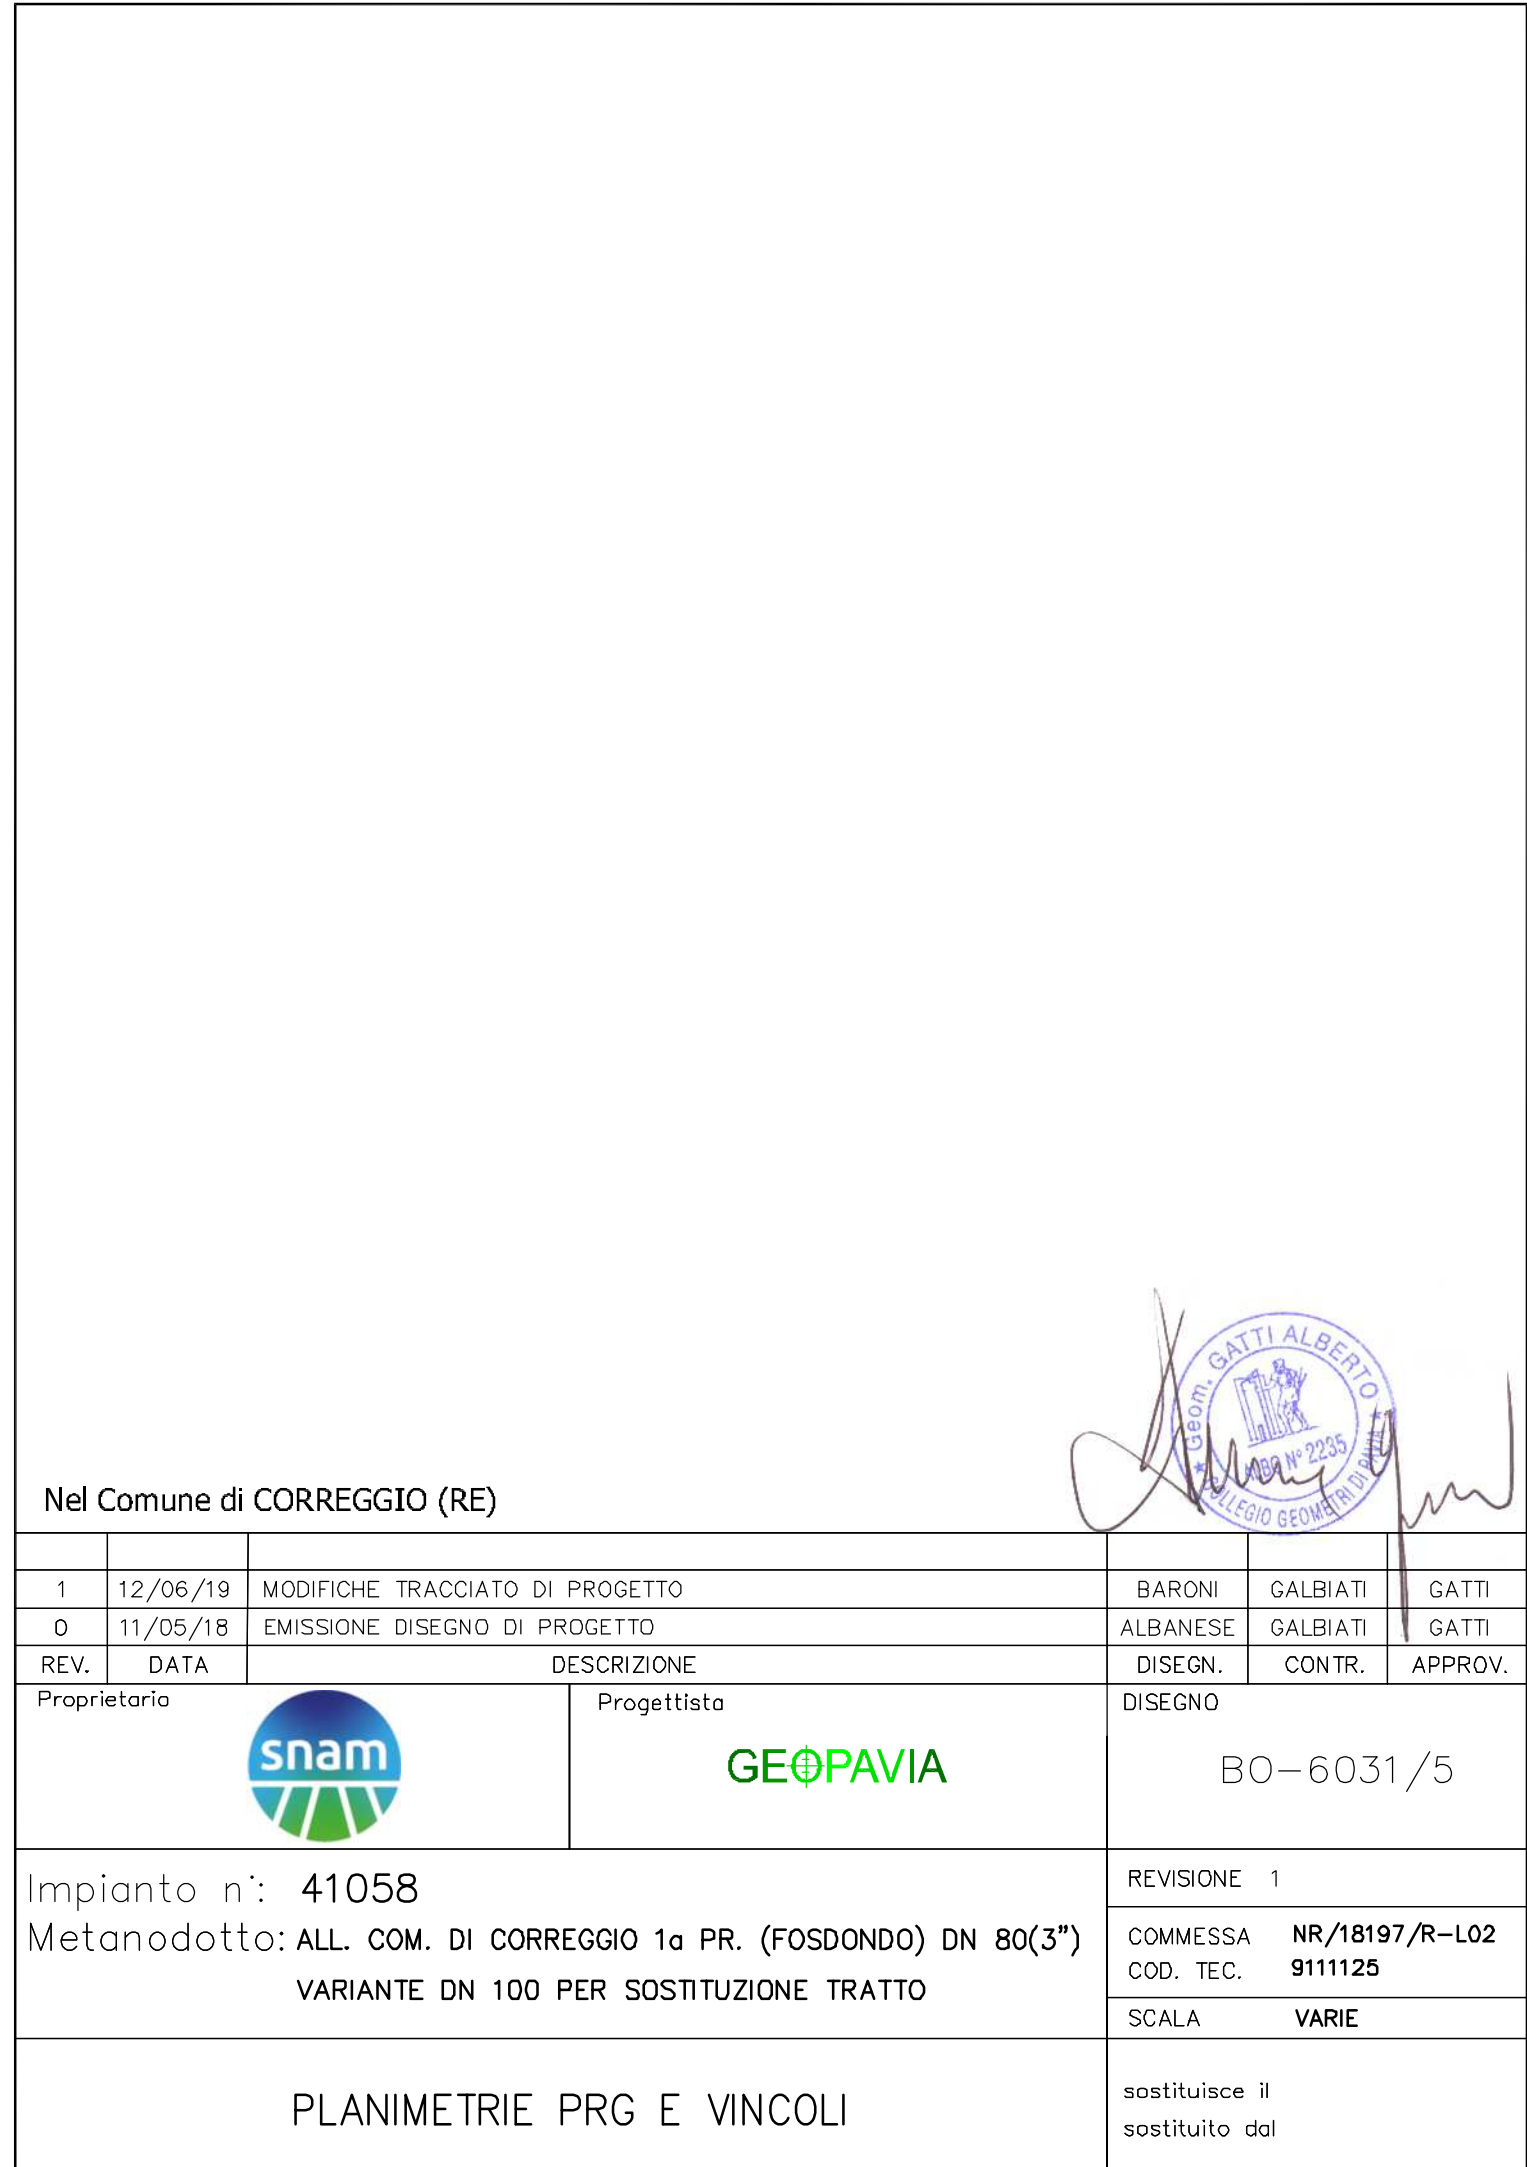 Geom. GATTI ALBERTO
ALBO N° 2235
COLLEGIO GEOMETRI DI PAVIA
Nel Comune di CORREGGIO (RE)
1 12/06/19 MODIFICHE TRACCIATO DI PROGETTO BARONI GALBIATI GATTI
0 11/05/18 EMISSIONE DISEGNO DI PROGETTO ALBANESE GALBIATI GATTI
REV. DATA DESCRIZIONE DISEGN. CONTR. APPROV.
Proprietario Progettista DISEGNO
snam GEOPAVIA BO-6031/5
Impianto n°: 41058
REVISIONE 1
Metanodotto: ALL. COM. DI CORREGGIO 1a PR. (FOSDONDO) DN 80(3")
VARIANTE DN 100 PER SOSTITUZIONE TRATTO
COMMESSA NR/18197/R-L02
COD. TEC. 9111125
SCALA VARIE
PLANIMETRIE PRG E VINCOLI
sostituisce il
sostituito dal